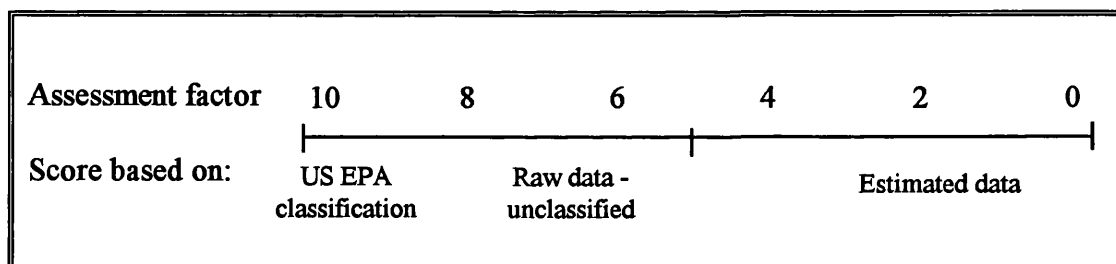 Assessment factor 10 8 6 4 2 0
Score based on: US EPA Raw data - Estimated data
classification unclassified